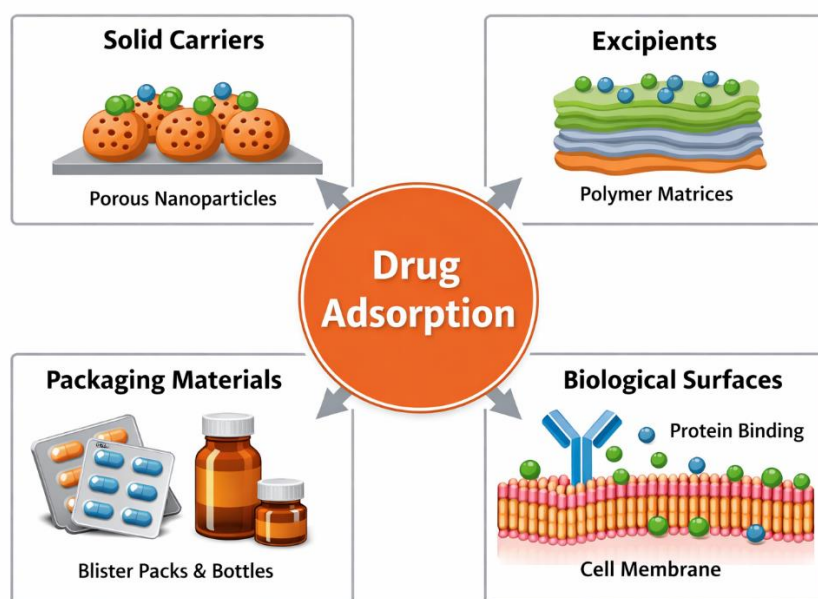 Solid Carriers
Porous Nanoparticles
Excipients
Polymer Matrices
Drug
Adsorption
Packaging Materials
Blister Packs & Bottles
Biological Surfaces
Protein Binding
Cell Membrane